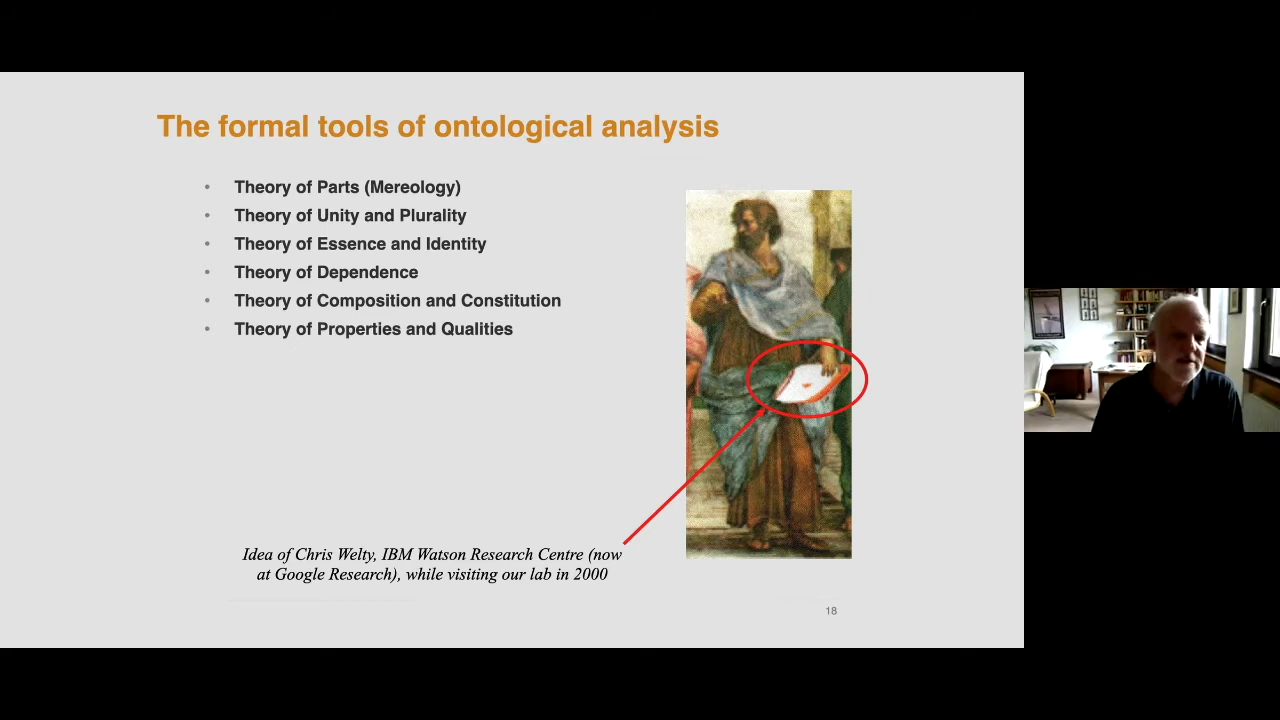 The formal tools of ontological analysis
• Theory of Parts (Mereology)
• Theory of Unity and Plurality
• Theory of Essence and Identity
• Theory of Dependence
• Theory of Composition and Constitution
• Theory of Properties and Qualities
Idea of Chris Welty, IBM Watson Research Centre (now
at Google Research), while visiting our lab in 2000
18